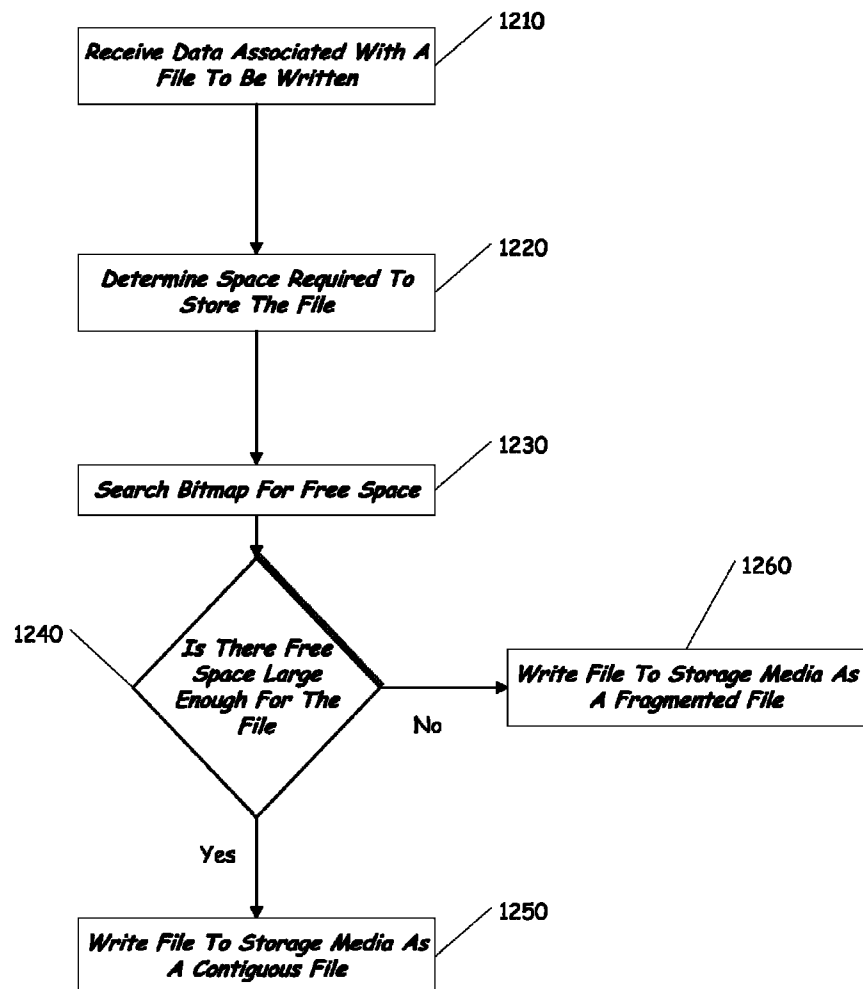 1210
Receive Data Associated With A
File To Be Written
1220
Determine Space Required To
Store The File
1230
Search Bitmap For Free Space
1260
1240
Is There Free
Space Large
Enough For The
File
Write File To Storage Media As
A Fragmented File
No
Yes
1250
Write File To Storage Media As
A Contiguous File